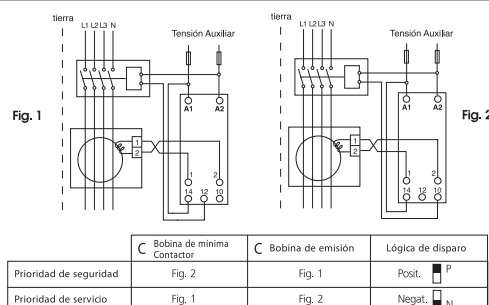 tierra
L1 L2 L3 N
Tensión Auxiliar
A1 A2
Fig. 1
1
2
1 2
14 12 10
tierra
L1 L2 L3 N
Tensión Auxiliar
A1 A2
Fig. 2
1
2
1 2
14 12 10
C Bobina de mínima Contactor
C Bobina de emisión
Lógica de disparo
Prioridad de seguridad Fig. 2 Fig. 1 Posit. P
Prioridad de servicio Fig. 1 Fig. 2 Negat. N